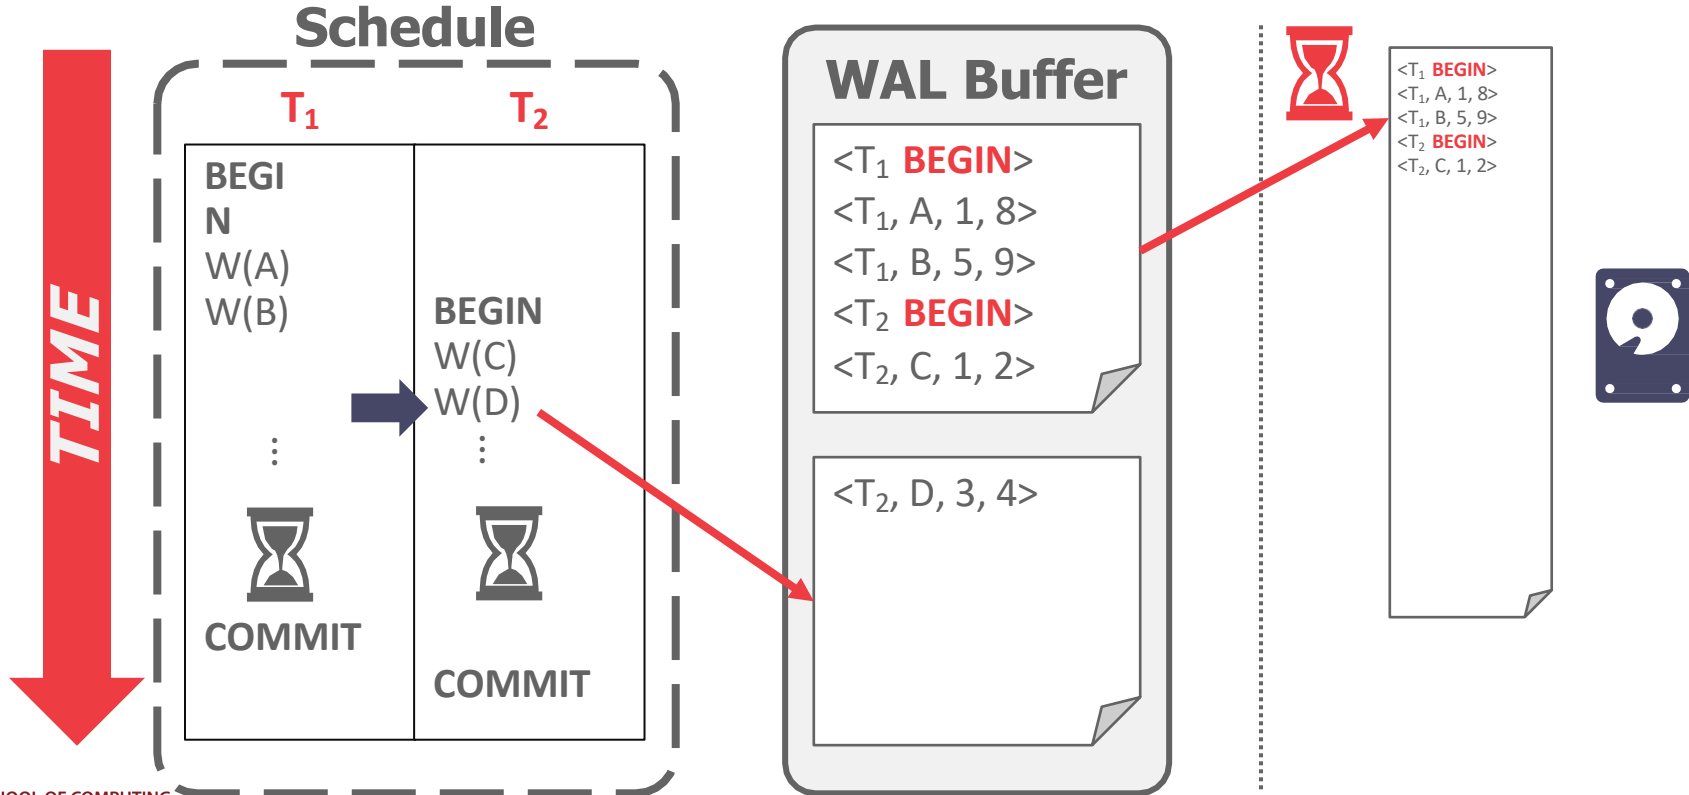 Schedule
T₁ T₂
BEGI
N
W(A)
W(B)
⋮
COMMIT
BEGIN
W(C)
W(D)
⋮
COMMIT
TIME
WAL Buffer
<T₁ BEGIN>
<T₁, A, 1, 8>
<T₁, B, 5, 9>
<T₂ BEGIN>
<T₂, C, 1, 2>
<T₂, D, 3, 4>
<T₁ BEGIN>
<T₁, A, 1, 8>
<T₁, B, 5, 9>
<T₂ BEGIN>
<T₂, C, 1, 2>
OF COMPUTING